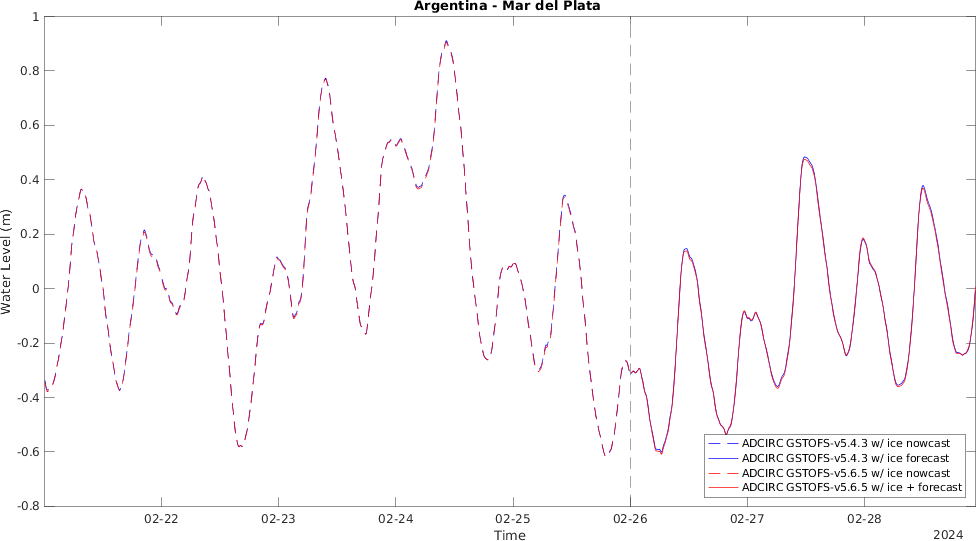 Argentina - Mar del Plata
1
0.8
0.6
0.4
0.2
0
-0.2
-0.4
-0.6
-0.8
Water Level (m)
ADCIRC GSTOFS-v5.4.3 w/ ice nowcast
ADCIRC GSTOFS-v5.4.3 w/ ice forecast
ADCIRC GSTOFS-v5.6.5 w/ ice nowcast
ADCIRC GSTOFS-v5.6.5 w/ ice + forecast
02-22
02-23
02-24
02-25
02-26
02-27
02-28
Time
2024